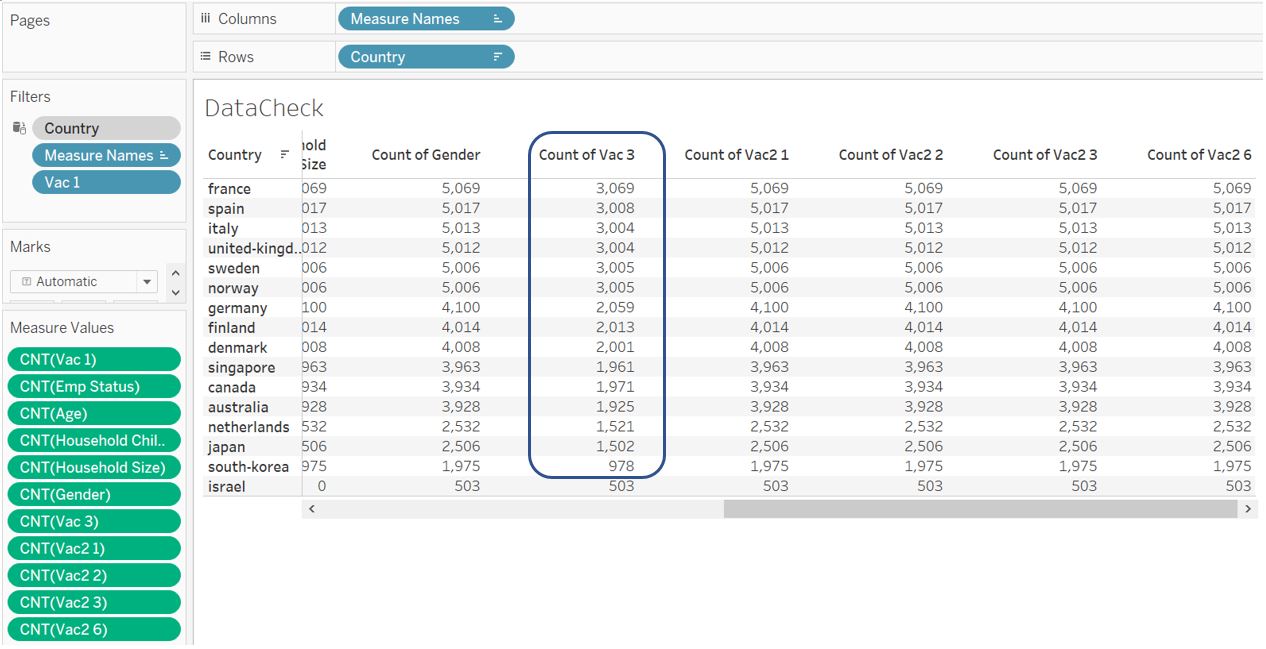 Pages
Columns
Measure Names
Rows
Country
Filters
Country
Measure Names
Vac 1
Marks
Automatic
Measure Values
CNT(Vac 1)
CNT(Emp Status)
CNT(Age)
CNT(Household Chil..
CNT(Household Size)
CNT(Gender)
CNT(Vac 3)
CNT(Vac2 1)
CNT(Vac2 2)
CNT(Vac2 3)
CNT(Vac2 6)
DataCheck
Country hold Size Count of Gender Count of Vac 3 Count of Vac2 1 Count of Vac2 2 Count of Vac2 3 Count of Vac2 6
france 069 5,069 3,069 5,069 5,069 5,069 5,069
spain 017 5,017 3,008 5,017 5,017 5,017 5,017
italy 013 5,013 3,004 5,013 5,013 5,013 5,013
united-kingd.. 012 5,012 3,004 5,012 5,012 5,012 5,012
sweden 006 5,006 3,005 5,006 5,006 5,006 5,006
norway 006 5,006 3,005 5,006 5,006 5,006 5,006
germany 100 4,100 2,059 4,100 4,100 4,100 4,100
finland 014 4,014 2,013 4,014 4,014 4,014 4,014
denmark 008 4,008 2,001 4,008 4,008 4,008 4,008
singapore 963 3,963 1,961 3,963 3,963 3,963 3,963
canada 934 3,934 1,971 3,934 3,934 3,934 3,934
australia 928 3,928 1,925 3,928 3,928 3,928 3,928
netherlands 532 2,532 1,521 2,532 2,532 2,532 2,532
japan 506 2,506 1,502 2,506 2,506 2,506 2,506
south-korea 975 1,975 978 1,975 1,975 1,975 1,975
israel 0 503 503 503 503 503 503